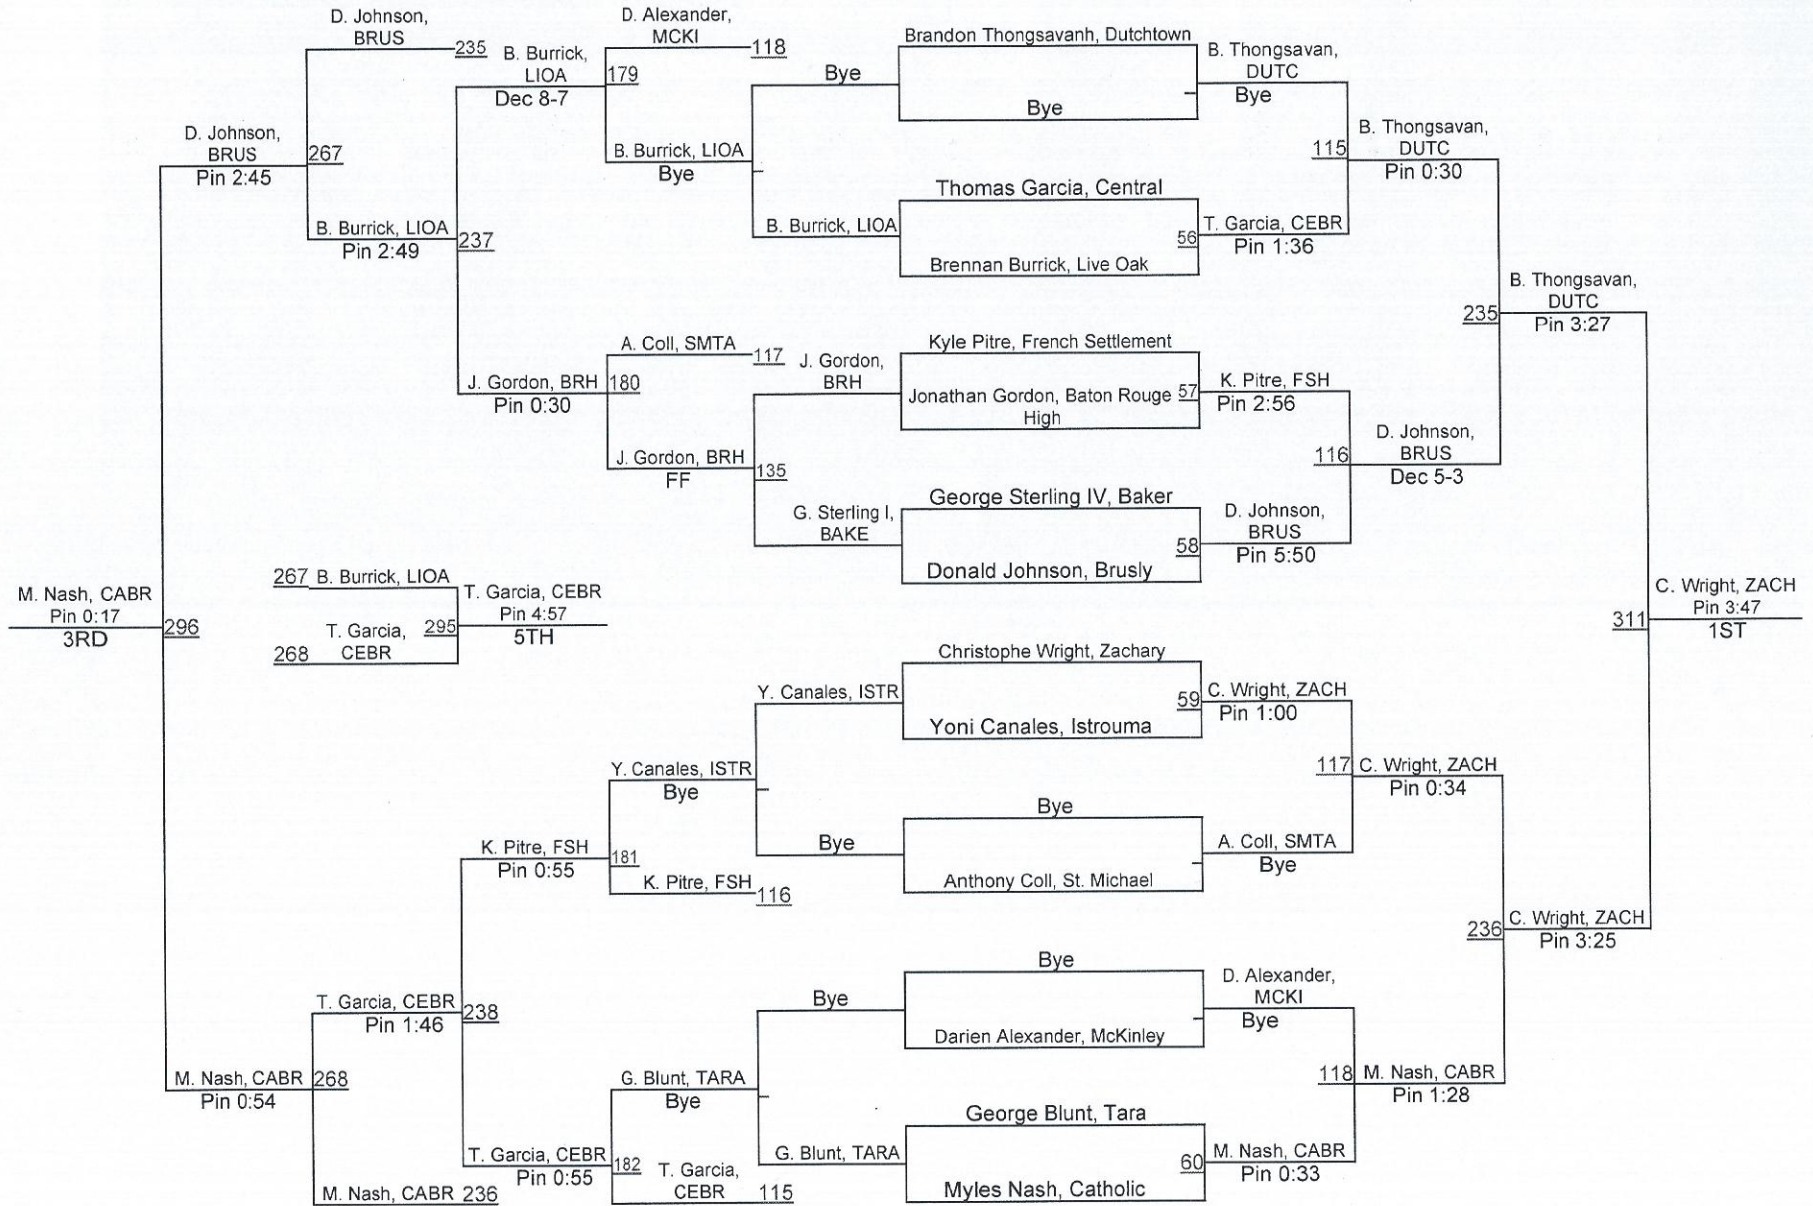 D. Johnson,
BRUS
235
B. Burrick,
LIOA
Dec 8-7
D. Alexander,
MCKI
118
179
Bye
B. Burrick, LIOA
Bye
B. Burrick, LIOA
D. Johnson,
BRUS
Pin 2:45
267
B. Burrick, LIOA
Pin 2:49
237
A. Coll, SMTA
117
J. Gordon, BRH
Pin 0:30
180
J. Gordon,
BRH
J. Gordon, BRH
FF
135
G. Sterling I,
BAKE
Brandon Thongsavanh, Dutchtown
Bye
B. Thongsavan,
DUTC
Bye
Thomas Garcia, Central
Brennan Burrick, Live Oak
56
T. Garcia, CEBR
Pin 1:36
115
B. Thongsavan,
DUTC
Pin 0:30
Kyle Pitre, French Settlement
Jonathan Gordon, Baton Rouge
High
57
K. Pitre, FSH
Pin 2:56
George Sterling IV, Baker
Donald Johnson, Brusly
58
D. Johnson,
BRUS
Pin 5:50
116
D. Johnson,
BRUS
Dec 5-3
235
B. Thongsavan,
DUTC
Pin 3:27
M. Nash, CABR
Pin 0:17
3RD
296
267 B. Burrick, LIOA
T. Garcia,
CEBR
268
295
T. Garcia, CEBR
Pin 4:57
5TH
311
C. Wright, ZACH
Pin 3:47
1ST
Christophe Wright, Zachary
Yoni Canales, Istrouma
59
C. Wright, ZACH
Pin 1:00
Bye
Anthony Coll, St. Michael
A. Coll, SMTA
Bye
117
C. Wright, ZACH
Pin 0:34
Bye
Darien Alexander, McKinley
D. Alexander,
MCKI
Bye
George Blunt, Tara
Myles Nash, Catholic
60
M. Nash, CABR
Pin 0:33
118
M. Nash, CABR
Pin 1:28
236
C. Wright, ZACH
Pin 3:25
Y. Canales, ISTR
Y. Canales, ISTR
Bye
Bye
K. Pitre, FSH
Pin 0:55
181
K. Pitre, FSH
116
T. Garcia, CEBR
Pin 1:46
238
Bye
G. Blunt, TARA
Bye
G. Blunt, TARA
M. Nash, CABR
Pin 0:54
268
T. Garcia, CEBR
Pin 0:55
182
T. Garcia,
CEBR
115
M. Nash, CABR 236